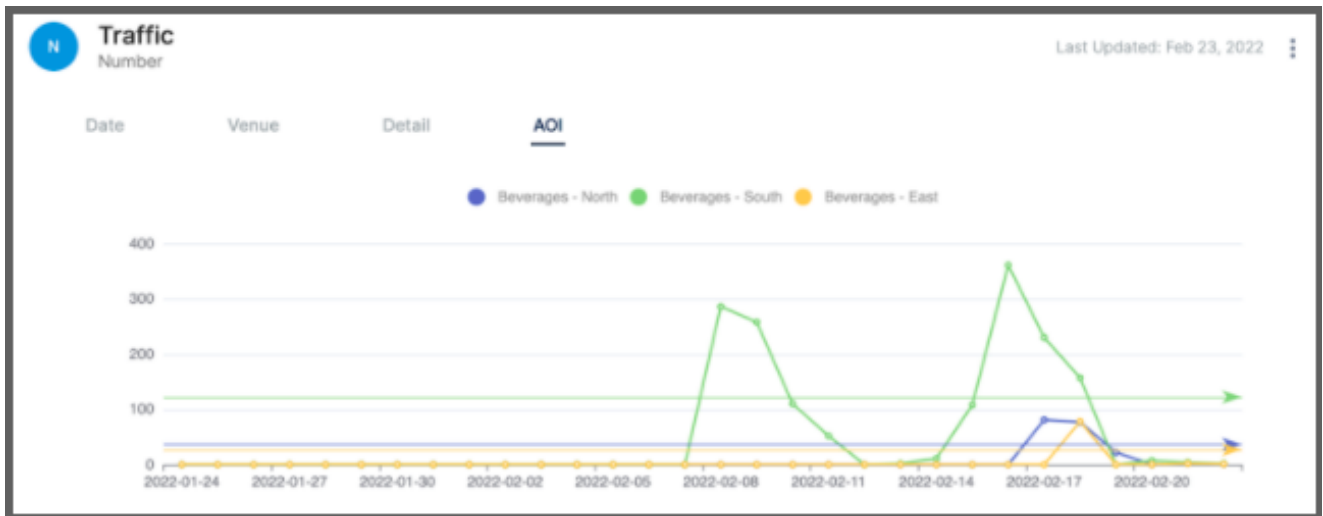 N
Traffic
Number
Last Updated: Feb 23, 2022
Date Venue Detail AOI
Beverages - North Beverages - South Beverages - East
400
300
200
100
0
2022-01-24 2022-01-27 2022-01-30 2022-02-02 2022-02-05 2022-02-08 2022-02-11 2022-02-14 2022-02-17 2022-02-20